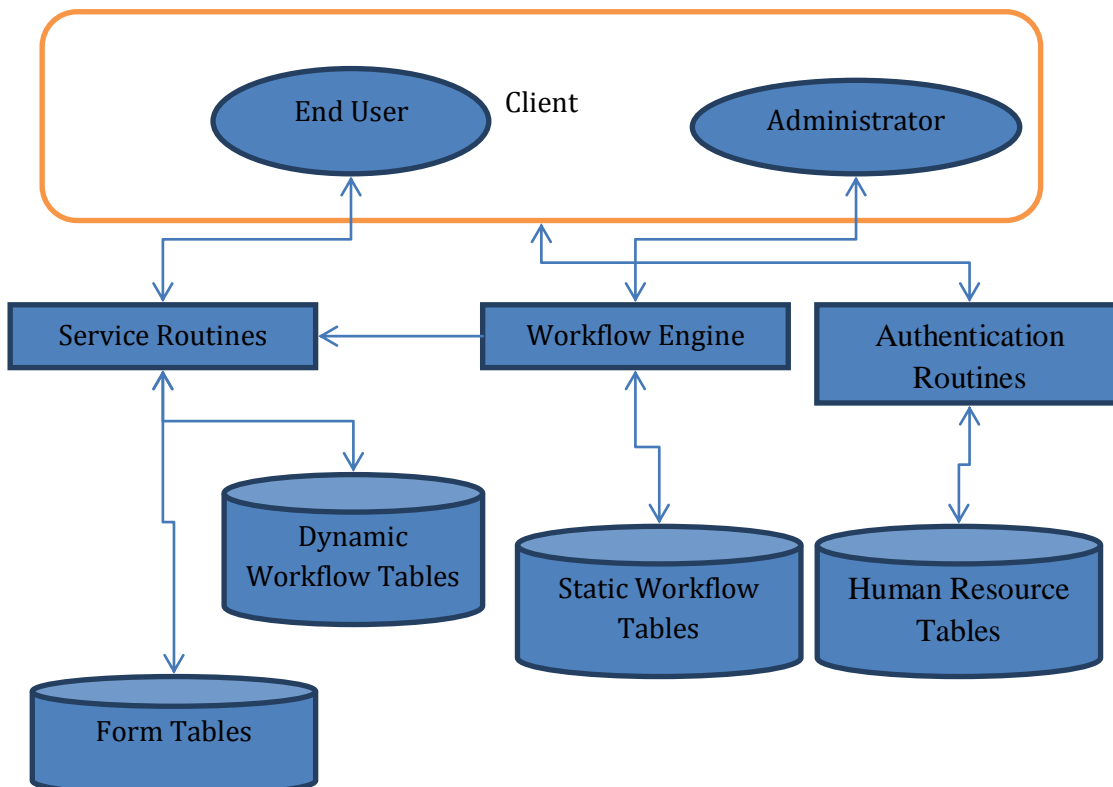 End User
Client
Administrator
Service Routines
Workflow Engine
Authentication
Routines
Dynamic
Workflow Tables
Static Workflow
Tables
Human Resource
Tables
Form Tables